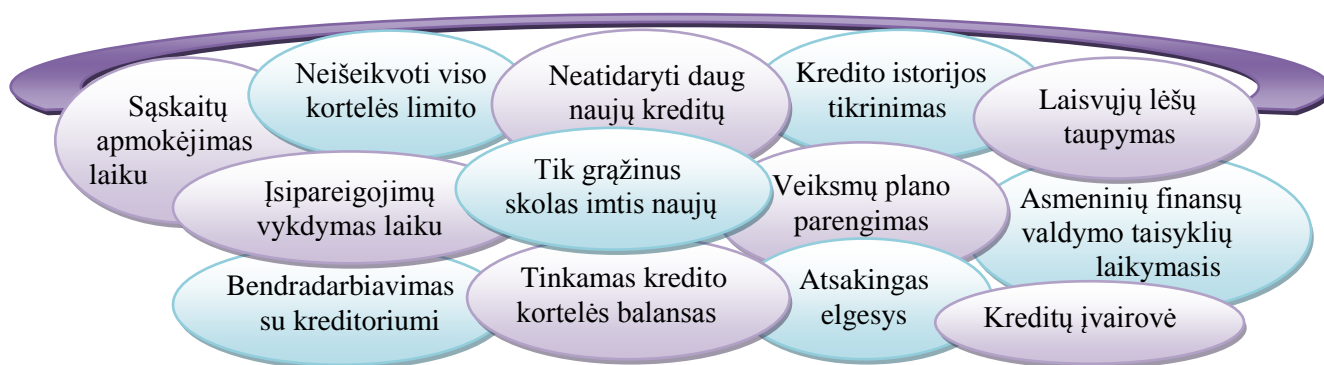 Sąskaitų
apmokėjimas
laiku
Neišeikvoti viso
kortelės limito
Neatidaryti daug
naujų kreditų
Kredito istorijos
tikrinimas
Laisvųjų lėšų
taupymas
Įsipareigojimų
vykdymas laiku
Tik grąžinus
skolas imtis naujų
Veiksmų plano
parengimas
Asmeninių finansų
valdymo taisyklių
laikymasis
Bendradarbiavimas
su kreditoriumi
Tinkamas kredito
kortelės balansas
Atsakingas
elgesys
Kreditų įvairovė